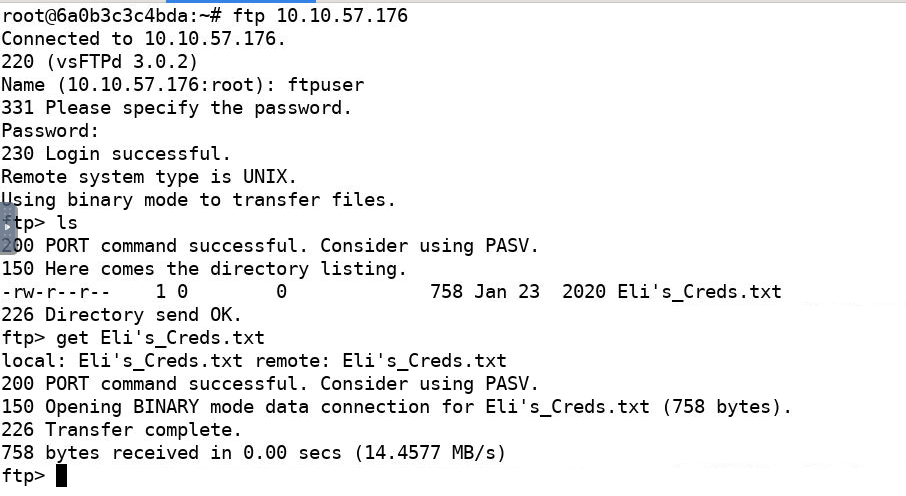 root@6a0b3c3c4bda:~# ftp 10.10.57.176
Connected to 10.10.57.176.
220 (vsFTPd 3.0.2)
Name (10.10.57.176:root): ftpuser
331 Please specify the password.
Password:
230 Login successful.
Remote system type is UNIX.
Using binary mode to transfer files.
ftp> ls
200 PORT command successful. Consider using PASV.
150 Here comes the directory listing.
-rw-r--r--    1 0        0             758 Jan 23  2020 Eli's_Creds.txt
226 Directory send OK.
ftp> get Eli's_Creds.txt
local: Eli's_Creds.txt remote: Eli's_Creds.txt
200 PORT command successful. Consider using PASV.
150 Opening BINARY mode data connection for Eli's_Creds.txt (758 bytes).
226 Transfer complete.
758 bytes received in 0.00 secs (14.4577 MB/s)
ftp>